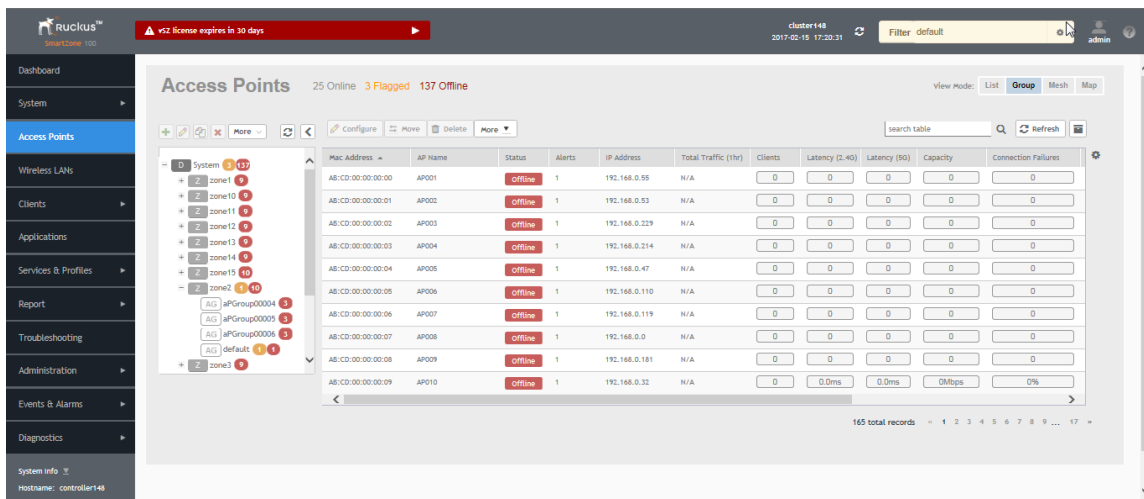 Ruckus™
SmartZone 100
vSZ license expires in 30 days
cluster148
2017-02-15 17:20:31
Filter default
admin
Dashboard
System
Access Points
Wireless LANs
Clients
Applications
Services & Profiles
Report
Troubleshooting
Administration
Events & Alarms
Diagnostics
System Info
Hostname: controller148
Access Points 25 Online 3 Flagged 137 Offline
View Mode: List Group Mesh Map
More
Configure Move Delete More
search table Refresh
D System 3 137
Z zone1 9
Z zone10 9
Z zone11 9
Z zone12 9
Z zone13 9
Z zone14 9
Z zone15 10
Z zone2 1 10
AG aPGroup00004 3
AG aPGroup00005 3
AG aPGroup00006 3
AG default 1 1
Z zone3 9
Mac Address AP Name Status Alerts IP Address Total Traffic (1hr) Clients Latency (2.4G) Latency (5G) Capacity Connection Failures
AB:CD:00:00:00:00 AP001 Offline 1 192.168.0.55 N/A 0 0 0 0 0
AB:CD:00:00:00:01 AP002 Offline 1 192.168.0.53 N/A 0 0 0 0 0
AB:CD:00:00:00:02 AP003 Offline 1 192.168.0.229 N/A 0 0 0 0 0
AB:CD:00:00:00:03 AP004 Offline 1 192.168.0.214 N/A 0 0 0 0 0
AB:CD:00:00:00:04 AP005 Offline 1 192.168.0.47 N/A 0 0 0 0 0
AB:CD:00:00:00:05 AP006 Offline 1 192.168.0.110 N/A 0 0 0 0 0
AB:CD:00:00:00:06 AP007 Offline 1 192.168.0.119 N/A 0 0 0 0 0
AB:CD:00:00:00:07 AP008 Offline 1 192.168.0.0 N/A 0 0 0 0 0
AB:CD:00:00:00:08 AP009 Offline 1 192.168.0.181 N/A 0 0 0 0 0
AB:CD:00:00:00:09 AP010 Offline 1 192.168.0.32 N/A 0 0.0ms 0.0ms 0Mbps 0%
165 total records « 1 2 3 4 5 6 7 8 9 ... 17 »